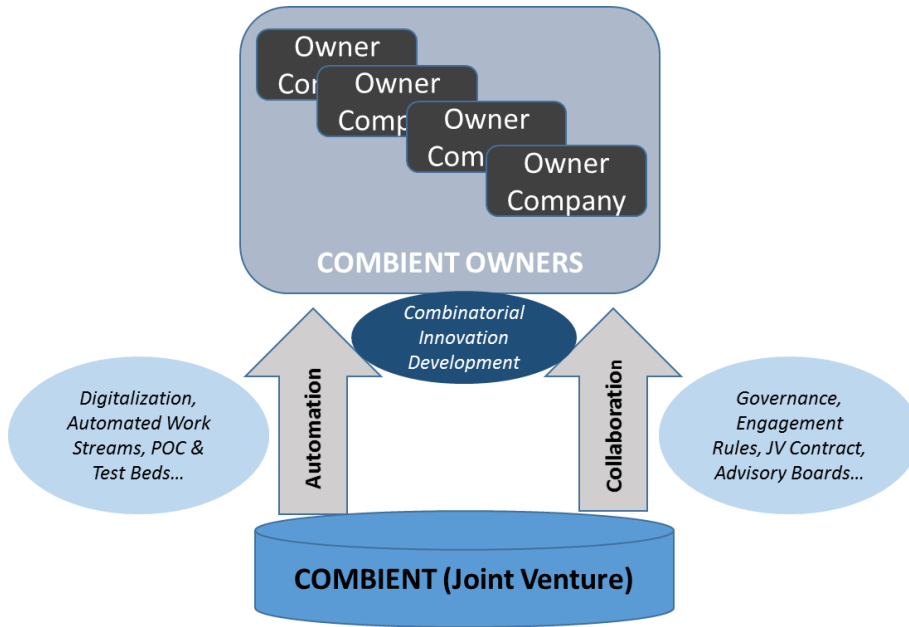 Owner
Owner
Owner
Owner
Company
COMBIENT OWNERS
Combinatorial
Innovation
Development
Automation
Collaboration
Digitalization,
Automated Work
Streams, POC &
Test Beds...
Governance,
Engagement
Rules, JV Contract,
Advisory Boards...
COMBIENT (Joint Venture)